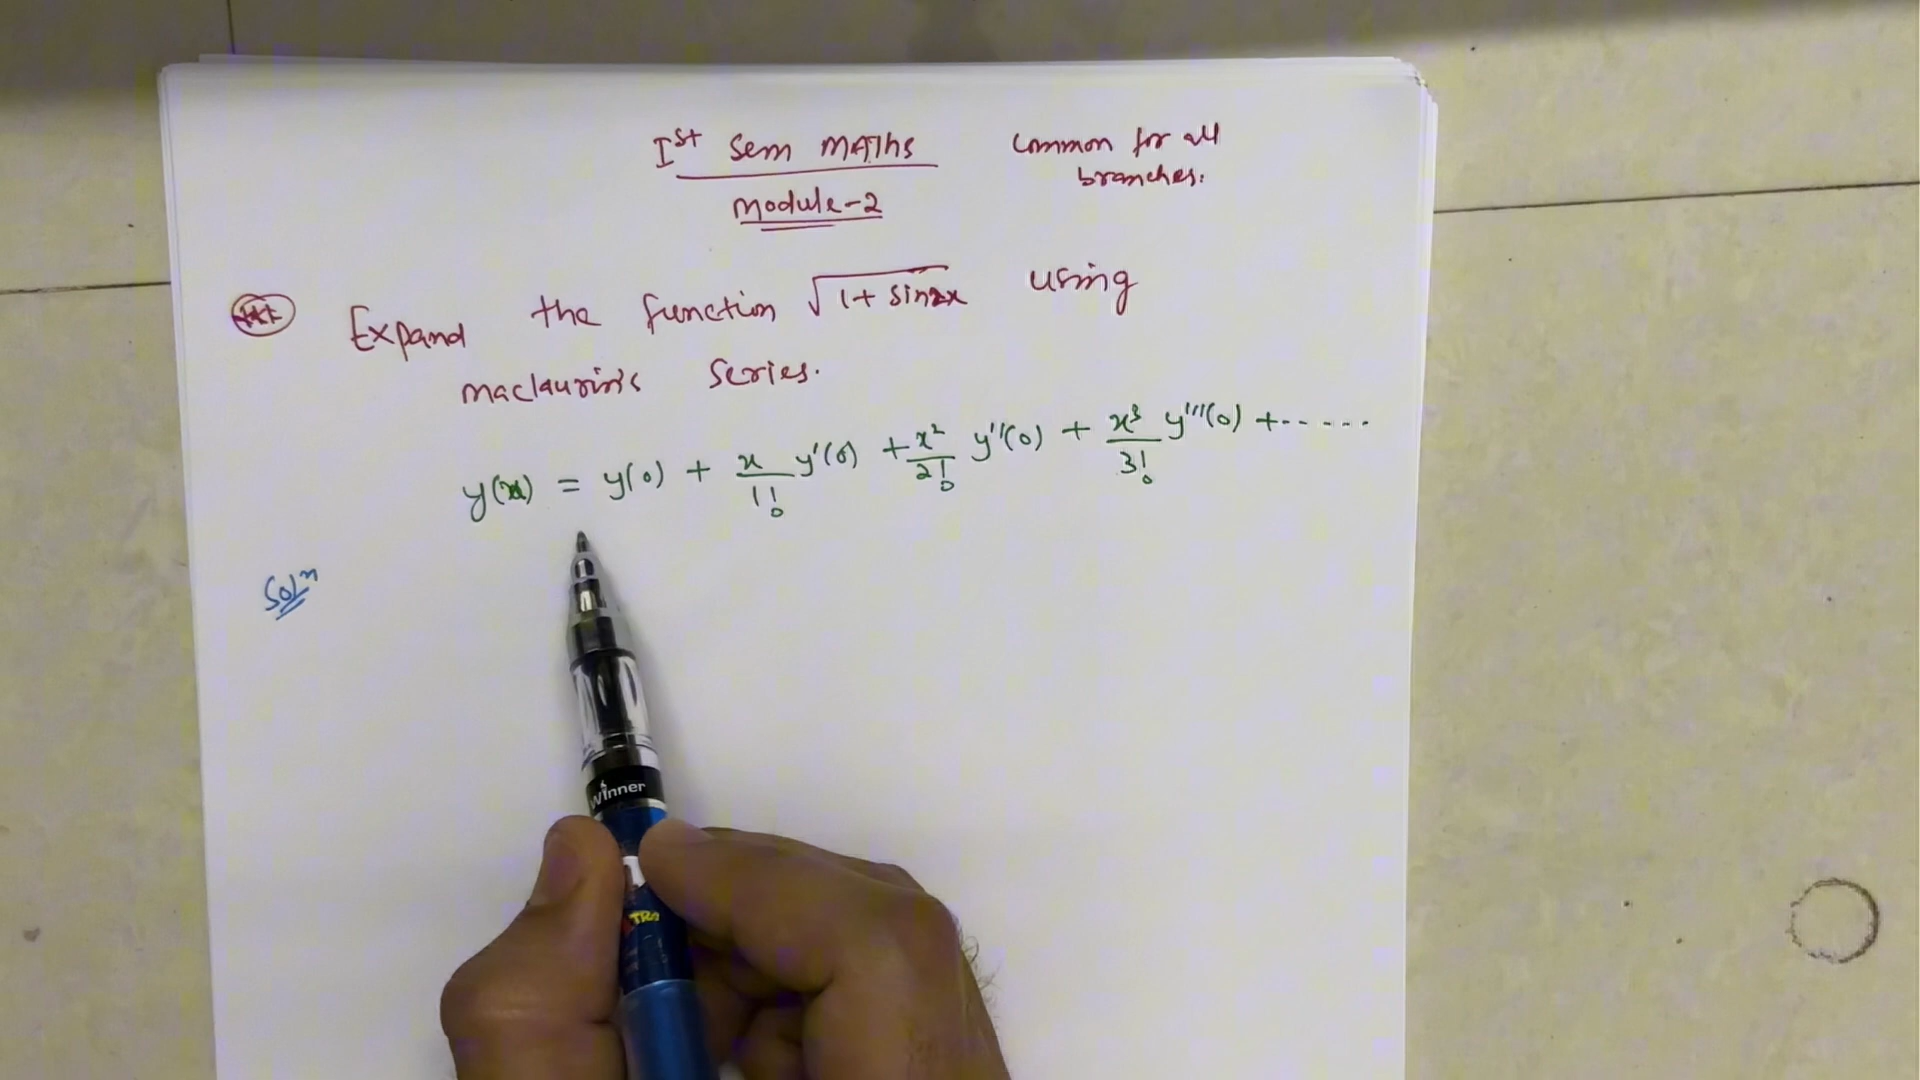 Ist Sem MAThs Common for all
branches.
Module-2
*** Expand the function √1+ sin2x using
maclaurin's series.
y(x) = y(0) + x/1! y'(0) + x²/2! y''(0) + x³/3! y'''(0) +------
Solⁿ
Winner